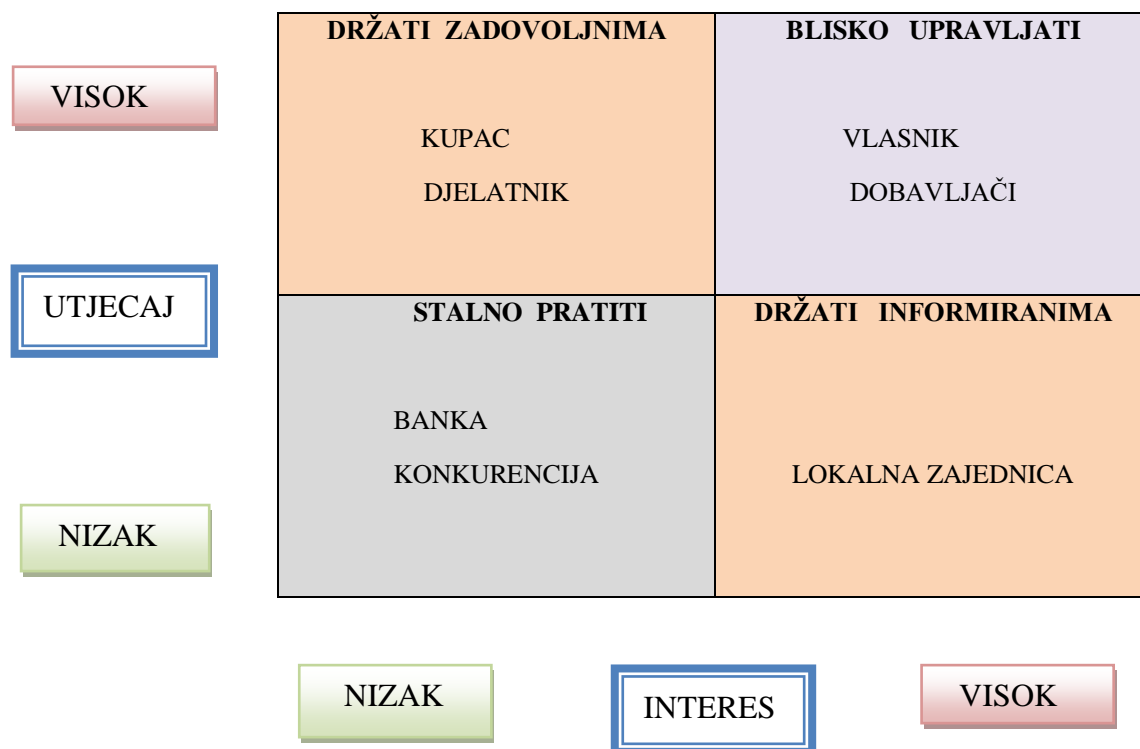 DRŽATI ZADOVOLJNIMA
BLISKO UPRAVLJATI
VISOK
KUPAC
VLASNIK
DJELATNIK
DOBAVLJAČI
UTJECAJ
STALNO PRATITI
DRŽATI INFORMIRANIMA
BANKA
KONKURENCIJA
LOKALNA ZAJEDNICA
NIZAK
NIZAK
INTERES
VISOK